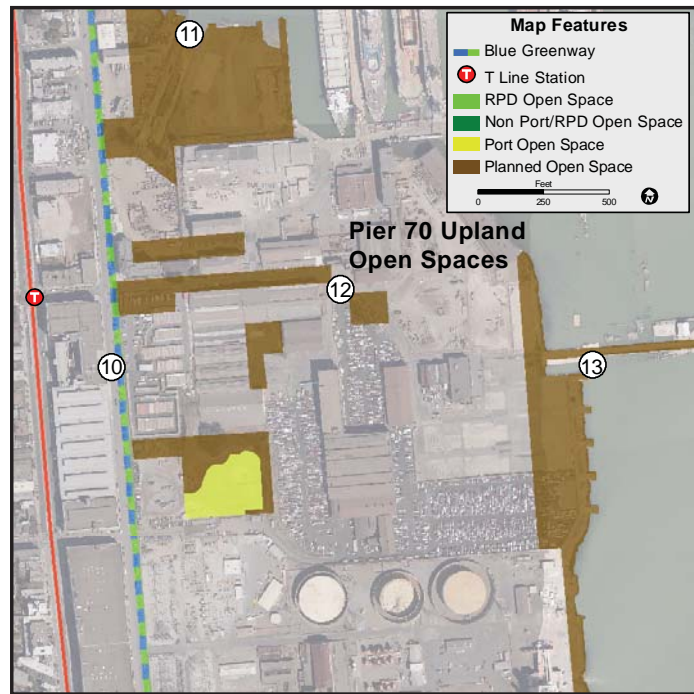 Map Features
Blue Greenway
T
T Line Station
RPD Open Space
Non Port/RPD Open Space
Port Open Space
Planned Open Space
Feet
0 250 500
N
11
Pier 70 Upland
Open Spaces
12
T
10
13